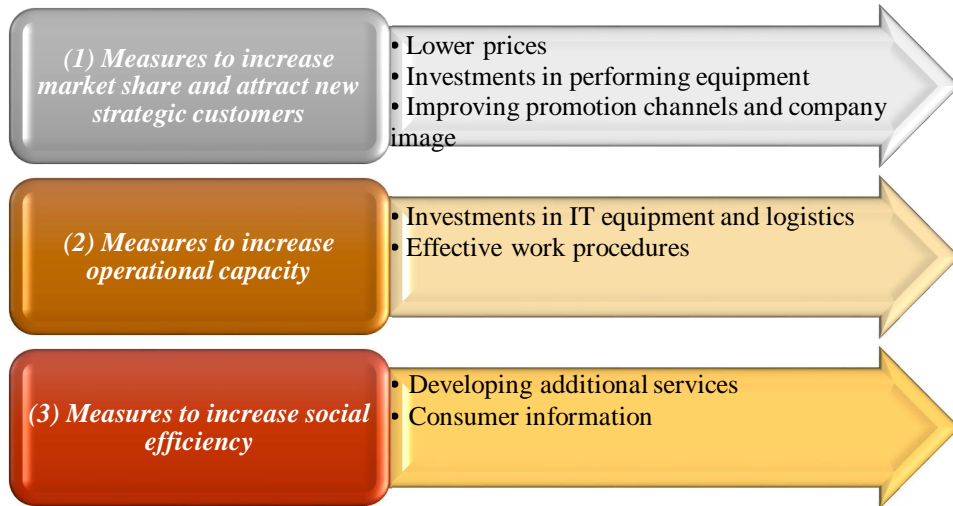 (1) Measures to increase
market share and attract new
strategic customers
• Lower prices
• Investments in performing equipment
• Improving promotion channels and company
image
(2) Measures to increase
operational capacity
• Investments in IT equipment and logistics
• Effective work procedures
(3) Measures to increase social
efficiency
• Developing additional services
• Consumer information